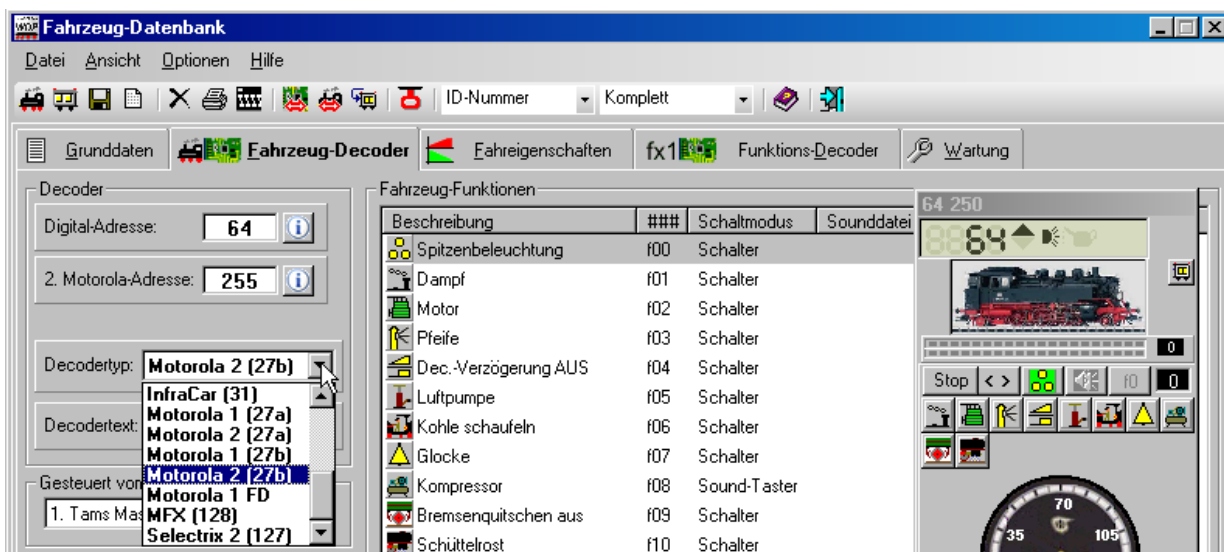 WDP Fahrzeug-Datenbank
Datei Ansicht Optionen Hilfe
ID-Nummer Komplett
Grunddaten Fahrzeug-Decoder Fahreigenschaften fx1 Funktions-Decoder Wartung
Decoder
Digital-Adresse: 64
2. Motorola-Adresse: 255
Decodertyp: Motorola 2 (27b)
InfraCar (31)
Motorola 1 (27a)
Motorola 2 (27a)
Motorola 1 (27b)
Motorola 2 (27b)
Motorola 1 FD
MFX (128)
Selectrix 2 (127)
Decodertext:
Gesteuert von
1. Tams Mas
Fahrzeug-Funktionen
Beschreibung ### Schaltmodus Sounddatei
Spitzenbeleuchtung f00 Schalter
Dampf f01 Schalter
Motor f02 Schalter
Pfeife f03 Schalter
Dec.-Verzögerung AUS f04 Schalter
Luftpumpe f05 Schalter
Kohle schaufeln f06 Schalter
Glocke f07 Schalter
Kompressor f08 Sound-Taster
Bremsenquitschen aus f09 Schalter
Schüttelrost f10 Schalter
64 250
64
0
Stop < > f0 0
70
35 105